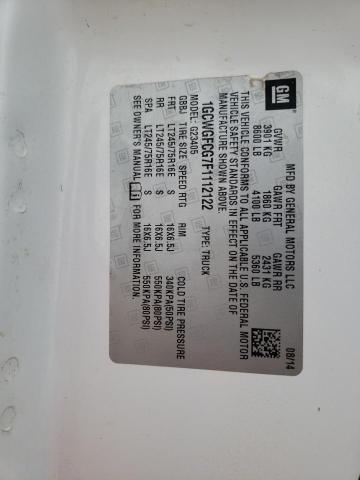 GM
MFD BY GENERAL MOTORS LLC 08/14
GVWR GAWR FRT GAWR RR
3901 KG 1860 KG 2431 KG
8600 LB 4100 LB 5360 LB
THIS VEHICLE CONFORMS TO ALL APPLICABLE U.S. FEDERAL MOTOR
VEHICLE SAFETY STANDARDS IN EFFECT ON THE DATE OF
MANUFACTURE SHOWN ABOVE.
1GCWGFCG7F1112122 TYPE: TRUCK
MODEL: G23405
GBBJ TIRE SIZE SPEED RTG RIM COLD TIRE PRESSURE
FRT LT245/75R16E S 16X6.5J 340KPA(50PSI)
RR LT245/75R16E S 16X6.5J 550KPA(80PSI)
SPA LT245/75R16E S 16X6.5J 550KPA(80PSI)
SEE OWNER'S MANUAL FOR MORE INFORMATION.